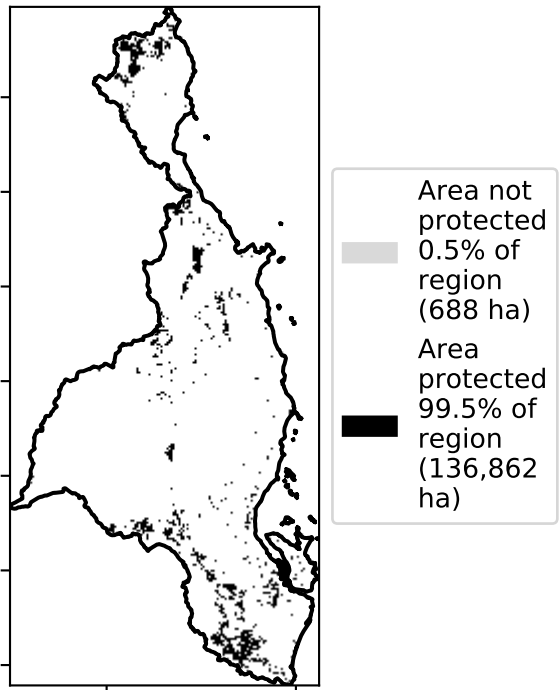 Area not
protected
0.5% of
region
(688 ha)
Area
protected
99.5% of
region
(136,862
ha)